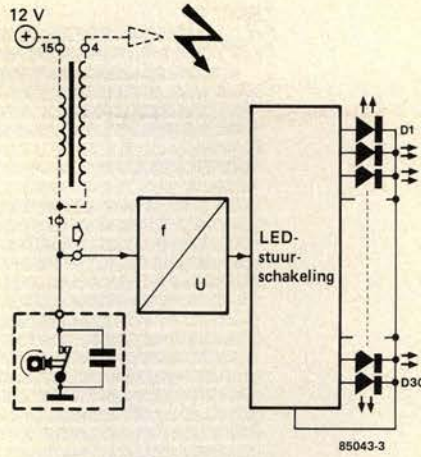 12 V
15
4
1
f
U
LED-
stuur-
schakeling
D1
D30
85043-3